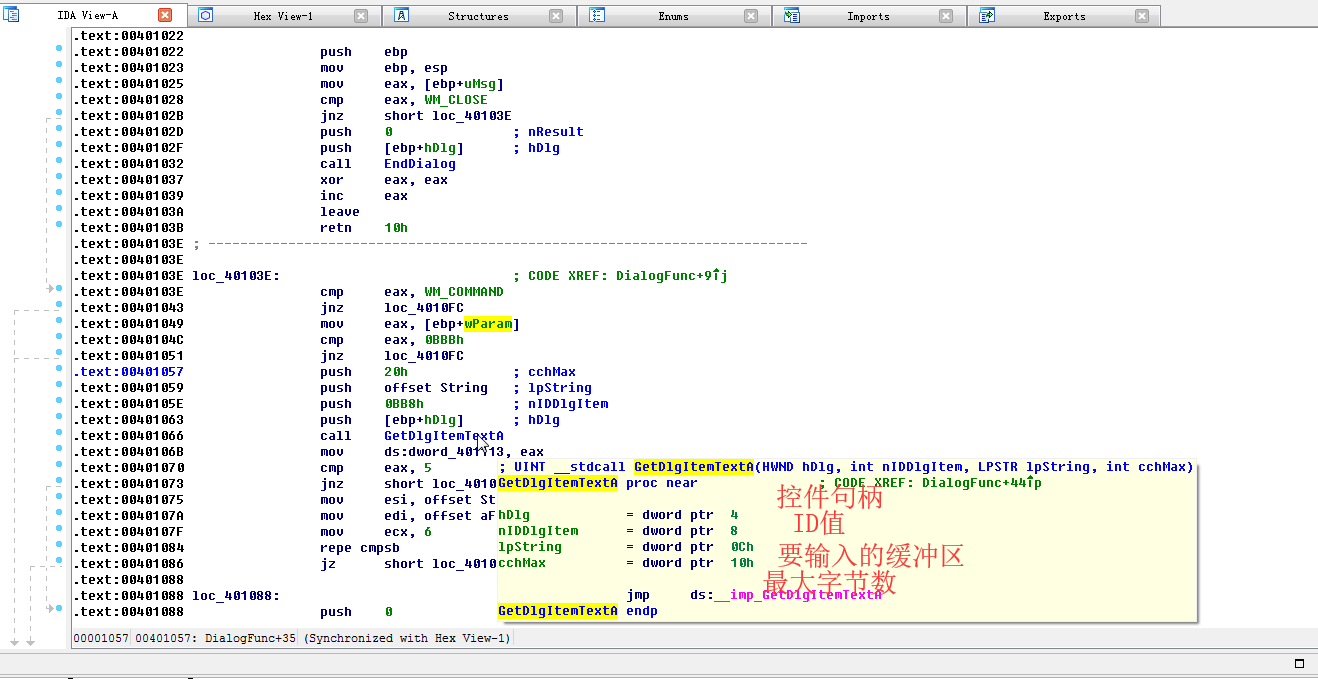 IDA View-A Hex View-1 Structures Enums Imports Exports
.text:00401022
.text:00401022 push ebp
.text:00401023 mov ebp, esp
.text:00401025 mov eax, [ebp+uMsg]
.text:00401028 cmp eax, WM_CLOSE
.text:0040102B jnz short loc_40103E
.text:0040102D push 0 ; nResult
.text:0040102F push [ebp+hDlg] ; hDlg
.text:00401032 call EndDialog
.text:00401037 xor eax, eax
.text:00401039 inc eax
.text:0040103A leave
.text:0040103B retn 10h
.text:0040103E ; ---------------------------------------------------------------------------
.text:0040103E
.text:0040103E loc_40103E: ; CODE XREF: DialogFunc+9↑j
.text:0040103E cmp eax, WM_COMMAND
.text:00401043 jnz loc_4010FC
.text:00401049 mov eax, [ebp+wParam]
.text:0040104C cmp eax, 0BBBh
.text:00401051 jnz loc_4010FC
.text:00401057 push 20h ; cchMax
.text:00401059 push offset String ; lpString
.text:0040105E push 0BB8h ; nIDDlgItem
.text:00401063 push [ebp+hDlg] ; hDlg
.text:00401066 call GetDlgItemTextA
.text:0040106B mov ds:dword_401113, eax
.text:00401070 cmp eax, 5 ; UINT __stdcall GetDlgItemTextA(HWND hDlg, int nIDDlgItem, LPSTR lpString, int cchMax)
.text:00401073 jnz short loc_4010 GetDlgItemTextA proc near ; CODE XREF: DialogFunc+44↑p
.text:00401075 mov esi, offset St 控件句柄
.text:0040107A mov edi, offset aF hDlg = dword ptr 4
.text:0040107F mov ecx, 6 nIDDlgItem = dword ptr 8 ID值
.text:00401084 repe cmpsb lpString = dword ptr 0Ch 要输入的缓冲区
.text:00401086 jz short loc_4010 cchMax = dword ptr 10h 最大字节数
.text:00401088
.text:00401088 loc_401088: jmp ds:__imp_GetDlgItemTextA
.text:00401088 push 0 GetDlgItemTextA endp
00001057 00401057: DialogFunc+35 (Synchronized with Hex View-1)